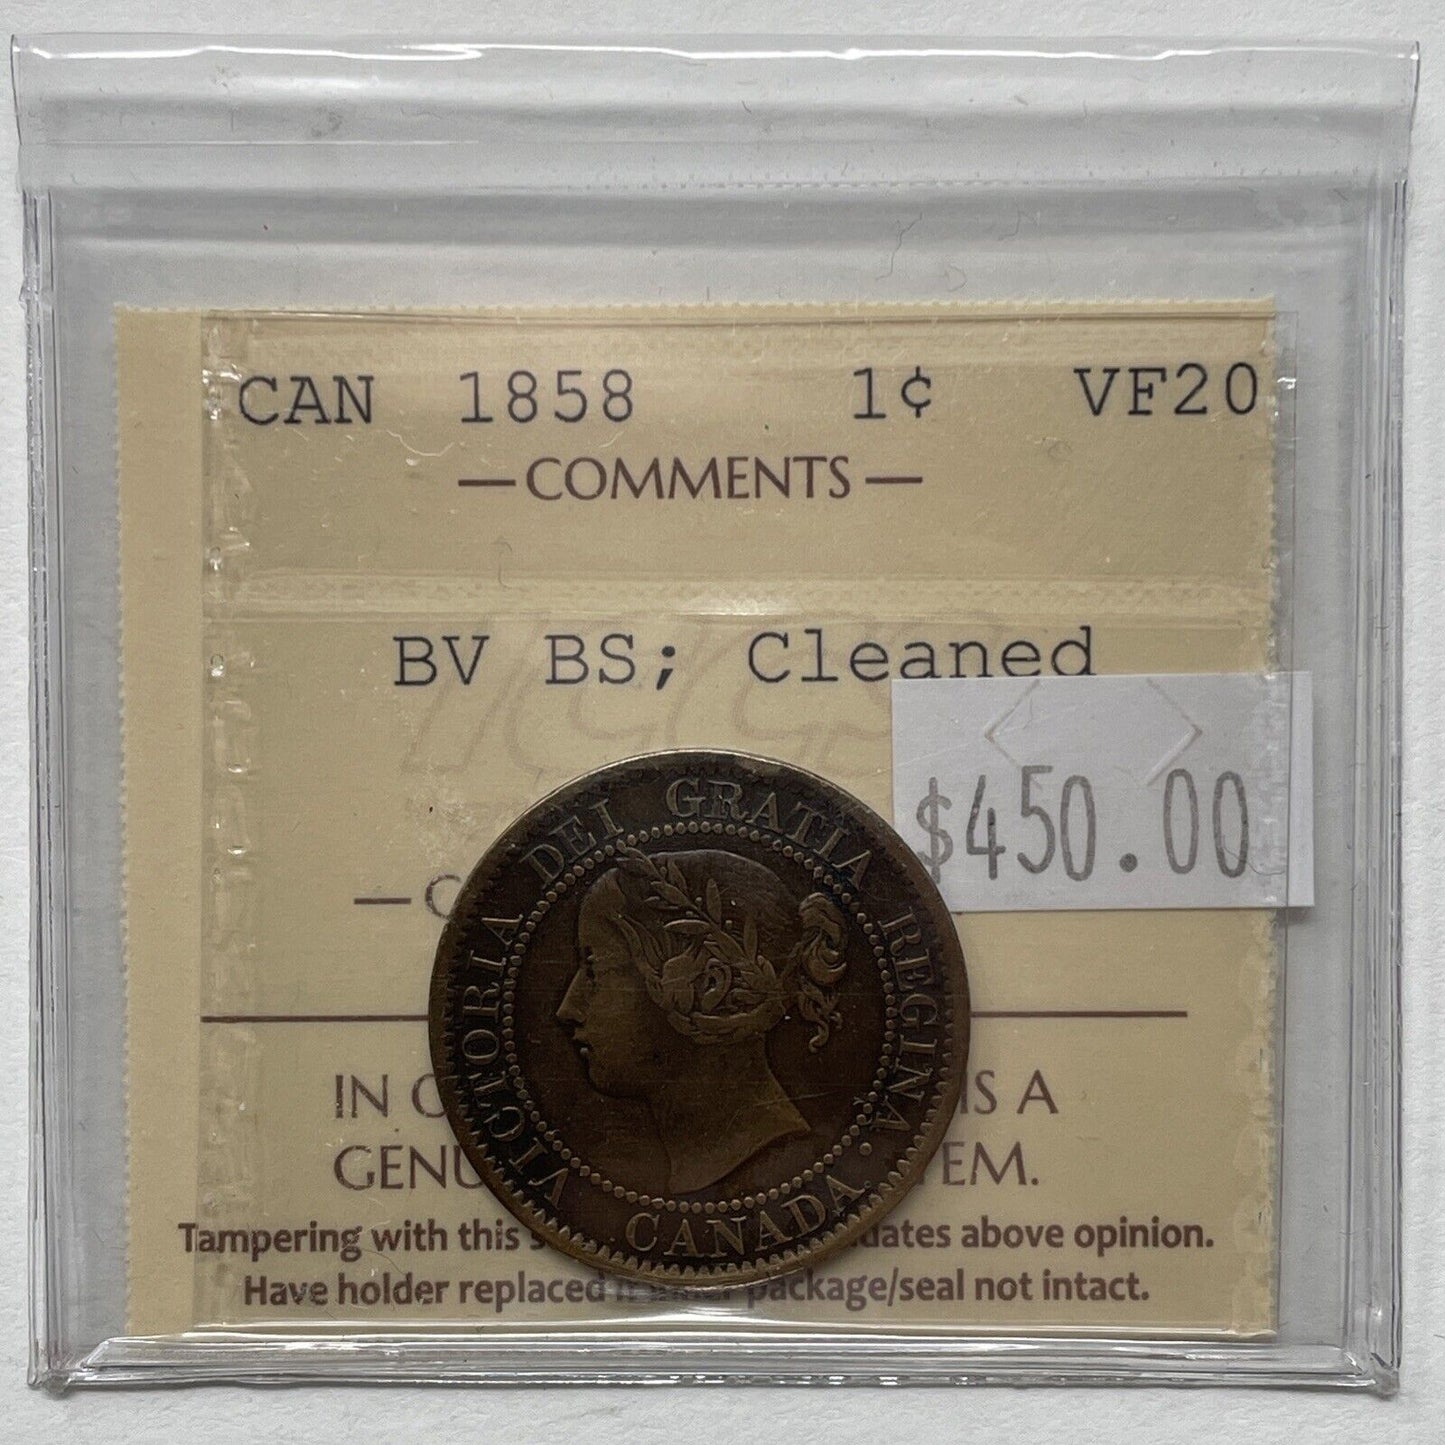 CAN 1858 1¢ VF20
— COMMENTS —
BV BS; Cleaned
$450.00
VICTORIA DEI GRATIA REGINA.
CANADA
IN IS A
GENU EM.
Tampering with this above opinion.
Have holder replaced package/seal not intact.